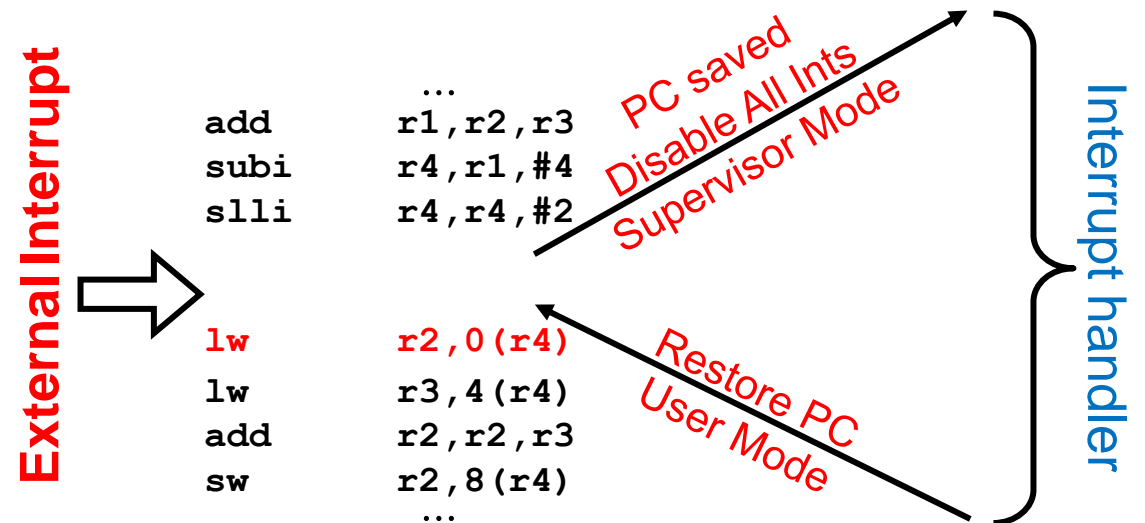 External Interrupt
...
add r1,r2,r3
subi r4,r1,#4
slli r4,r4,#2
PC saved
Disable All Ints
Supervisor Mode
lw r2,0(r4)
lw r3,4(r4)
add r2,r2,r3
sw r2,8(r4)
...
Restore PC
User Mode
Interrupt handler